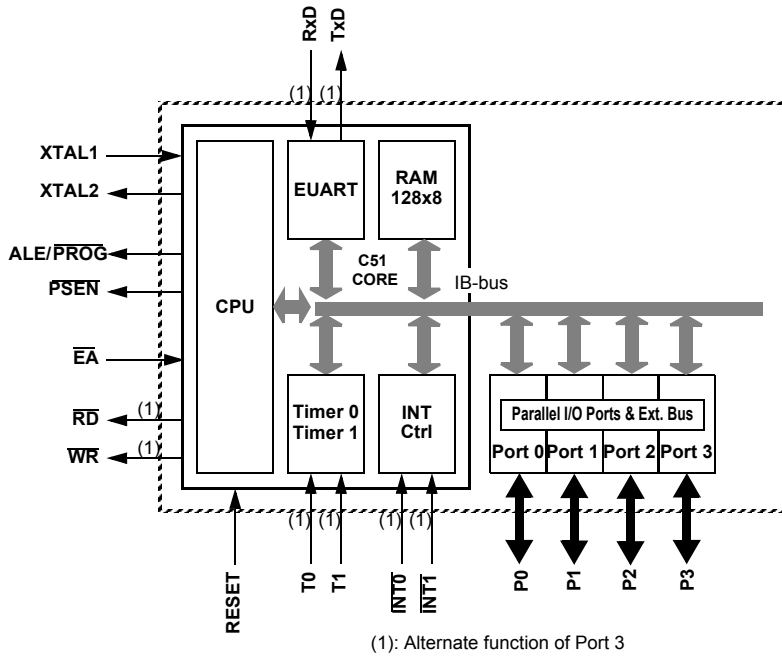 RxD
TxD
(1) (1)
XTAL1
XTAL2
ALE/PROG
PSEN
EA
RD
(1)
WR
(1)
CPU
EUART
RAM
128x8
C51
CORE
IB-bus
Timer 0
Timer 1
INT
Ctrl
Parallel I/O Ports & Ext. Bus
Port 0 Port 1 Port 2 Port 3
(1) (1) (1) (1)
RESET
T0
T1
INT0
INT1
P0
P1
P2
P3
(1): Alternate function of Port 3